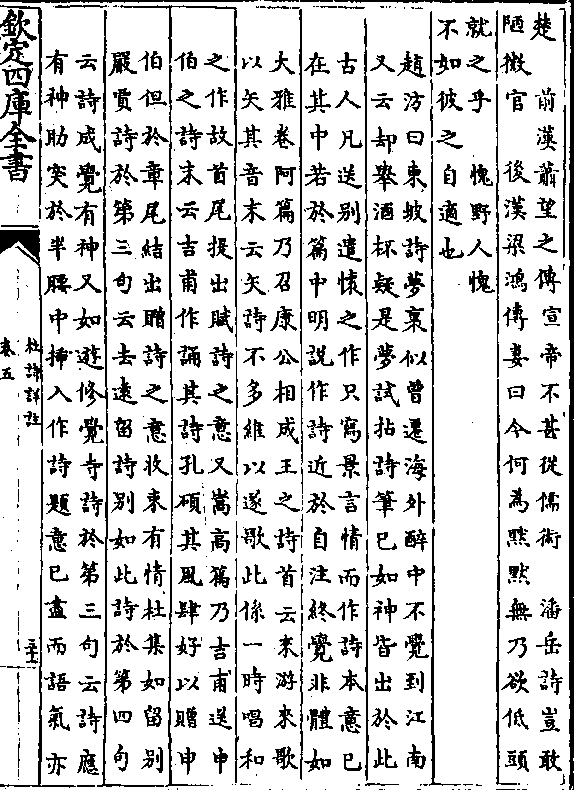 楚　前漢蕭望之傳宣帝不甚從儒術　潘岳詩豈敢
陋微官　後漢梁鴻傳妻曰今何為黙黙無乃欲低頭
就之乎　愧野人愧
不如彼之自適也
趙汸曰東坡詩夢裏似曾遷海外醉中不覺到江南
又云却舉酒杯疑是夢試拈詩筆已如神皆出於此
古人凡送别遣懷之作只寫景言情而作詩本意已
在其中若於篇中明説作詩近於自注終覺非體如
大雅卷阿篇乃召康公相成王之詩首云來游來歌
以矢其音末云矢詩不多維以遂歌此係一時唱和
之作故首尾提出賦詩之意又嵩高篇乃吉甫送申
伯之詩末云吉甫作誦其詩孔碩其風肆好以贈申
伯但於章尾結出贈詩之意收束有情杜集如留别
嚴賈詩於第三句云去遠留詩别如此詩於第四句
云詩成覺有神又如遊修覺寺詩於第三句云詩應
有神助突於半腰中挿入作詩題意已盡而語氣亦
欽定四庫全書
杜詩詳註
卷五